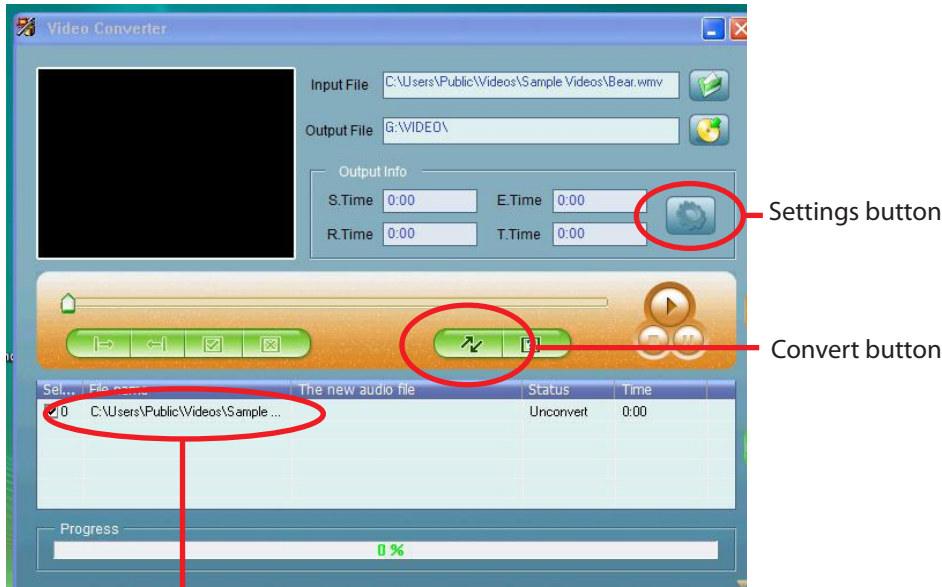 Video Converter
Input File C:\Users\Public\Videos\Sample Videos\Bear.wmv
Output File G:\VIDEO\
Output Info
S.Time 0:00 E.Time 0:00
R.Time 0:00 T.Time 0:00
Settings button
Convert button
Sel... File name The new audio file Status Time
0 C:\Users\Public\Videos\Sample ... Unconvert 0:00
Progress
0 %